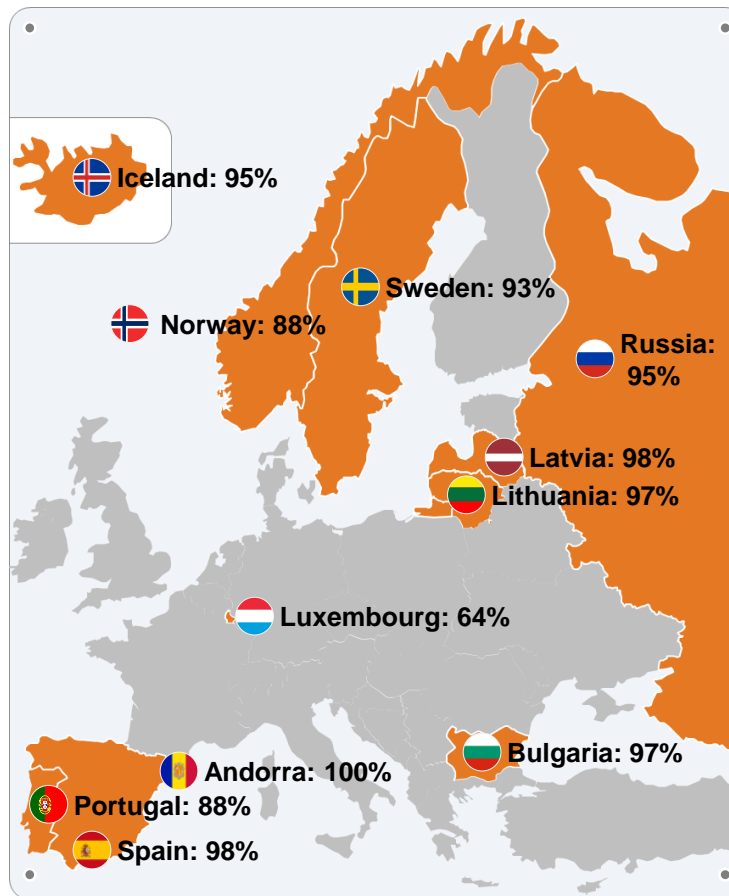 Iceland: 95%
Sweden: 93%
Norway: 88%
Russia:
95%
Latvia: 98%
Lithuania: 97%
Luxembourg: 64%
Bulgaria: 97%
Andorra: 100%
Portugal: 88%
Spain: 98%